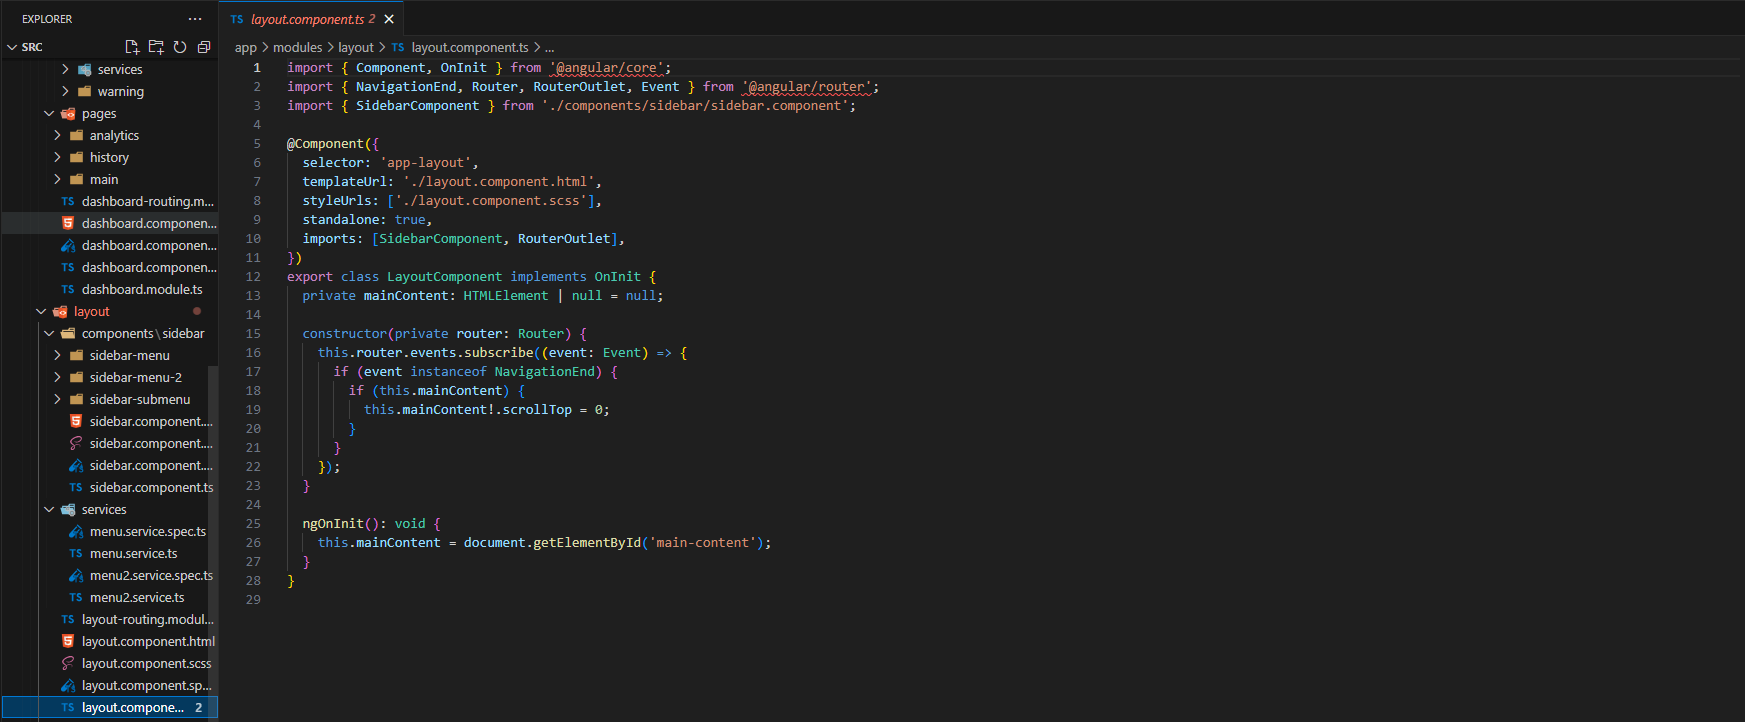 EXPLORER
...
SRC
services
warning
pages
analytics
history
main
TS dashboard-routing.m...
dashboard.componen...
dashboard.componen...
TS dashboard.componen...
TS dashboard.module.ts
layout
components\sidebar
sidebar-menu
sidebar-menu-2
sidebar-submenu
sidebar.component....
sidebar.component....
sidebar.component....
TS sidebar.component.ts
services
menu.service.spec.ts
TS menu.service.ts
menu2.service.spec.ts
TS menu2.service.ts
TS layout-routing.modul...
layout.component.html
layout.component.scss
layout.component.sp...
TS layout.compone... 2
TS layout.component.ts 2
app > modules > layout > TS layout.component.ts > ...
1 import { Component, OnInit } from '@angular/core';
2 import { NavigationEnd, Router, RouterOutlet, Event } from '@angular/router';
3 import { SidebarComponent } from './components/sidebar/sidebar.component';
4
5 @Component({
6 selector: 'app-layout',
7 templateUrl: './layout.component.html',
8 styleUrls: ['./layout.component.scss'],
9 standalone: true,
10 imports: [SidebarComponent, RouterOutlet],
11 })
12 export class LayoutComponent implements OnInit {
13 private mainContent: HTMLElement | null = null;
14
15 constructor(private router: Router) {
16 this.router.events.subscribe((event: Event) => {
17 if (event instanceof NavigationEnd) {
18 if (this.mainContent) {
19 this.mainContent!.scrollTop = 0;
20 }
21 }
22 });
23 }
24
25 ngOnInit(): void {
26 this.mainContent = document.getElementById('main-content');
27 }
28 }
29